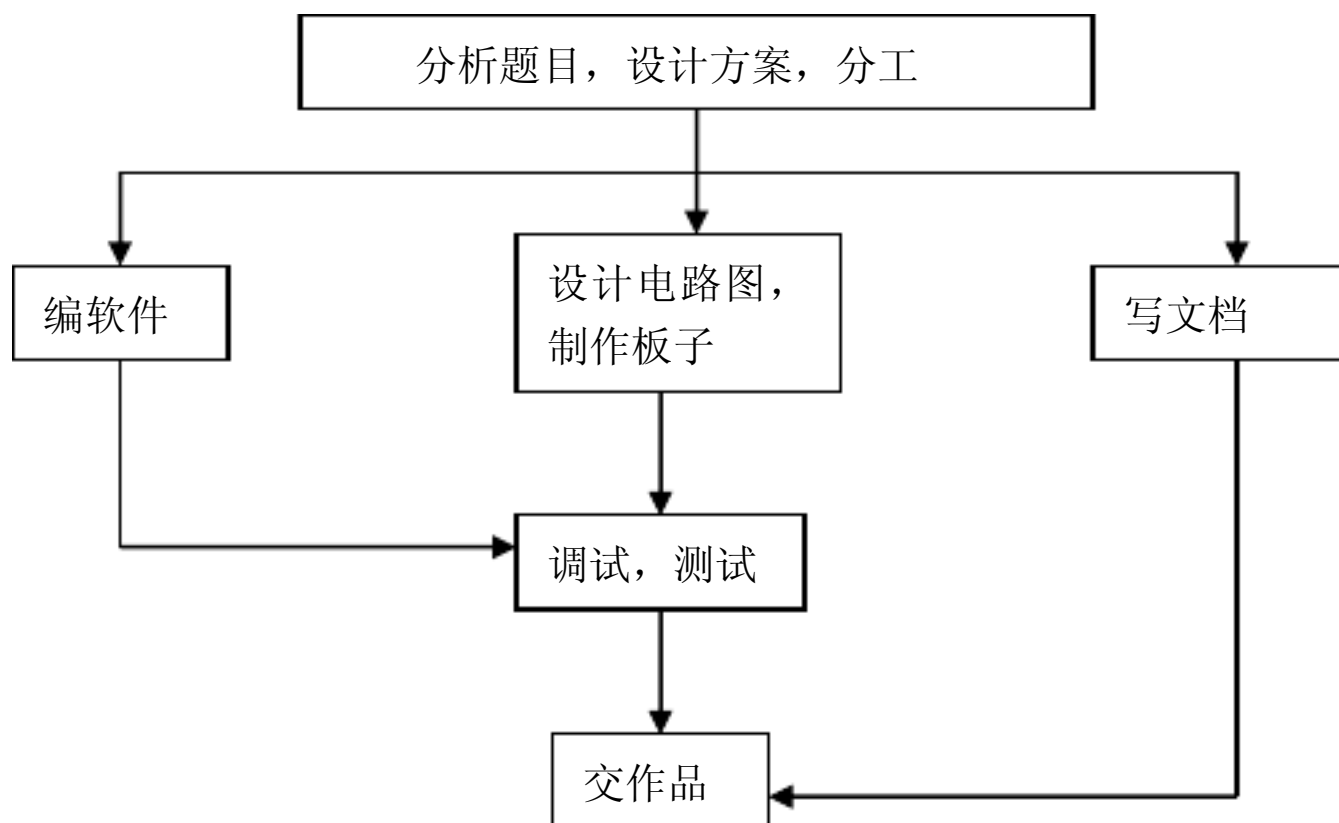 分析题目，设计方案，分工
编软件
设计电路图，
制作板子
写文档
调试，测试
交作品